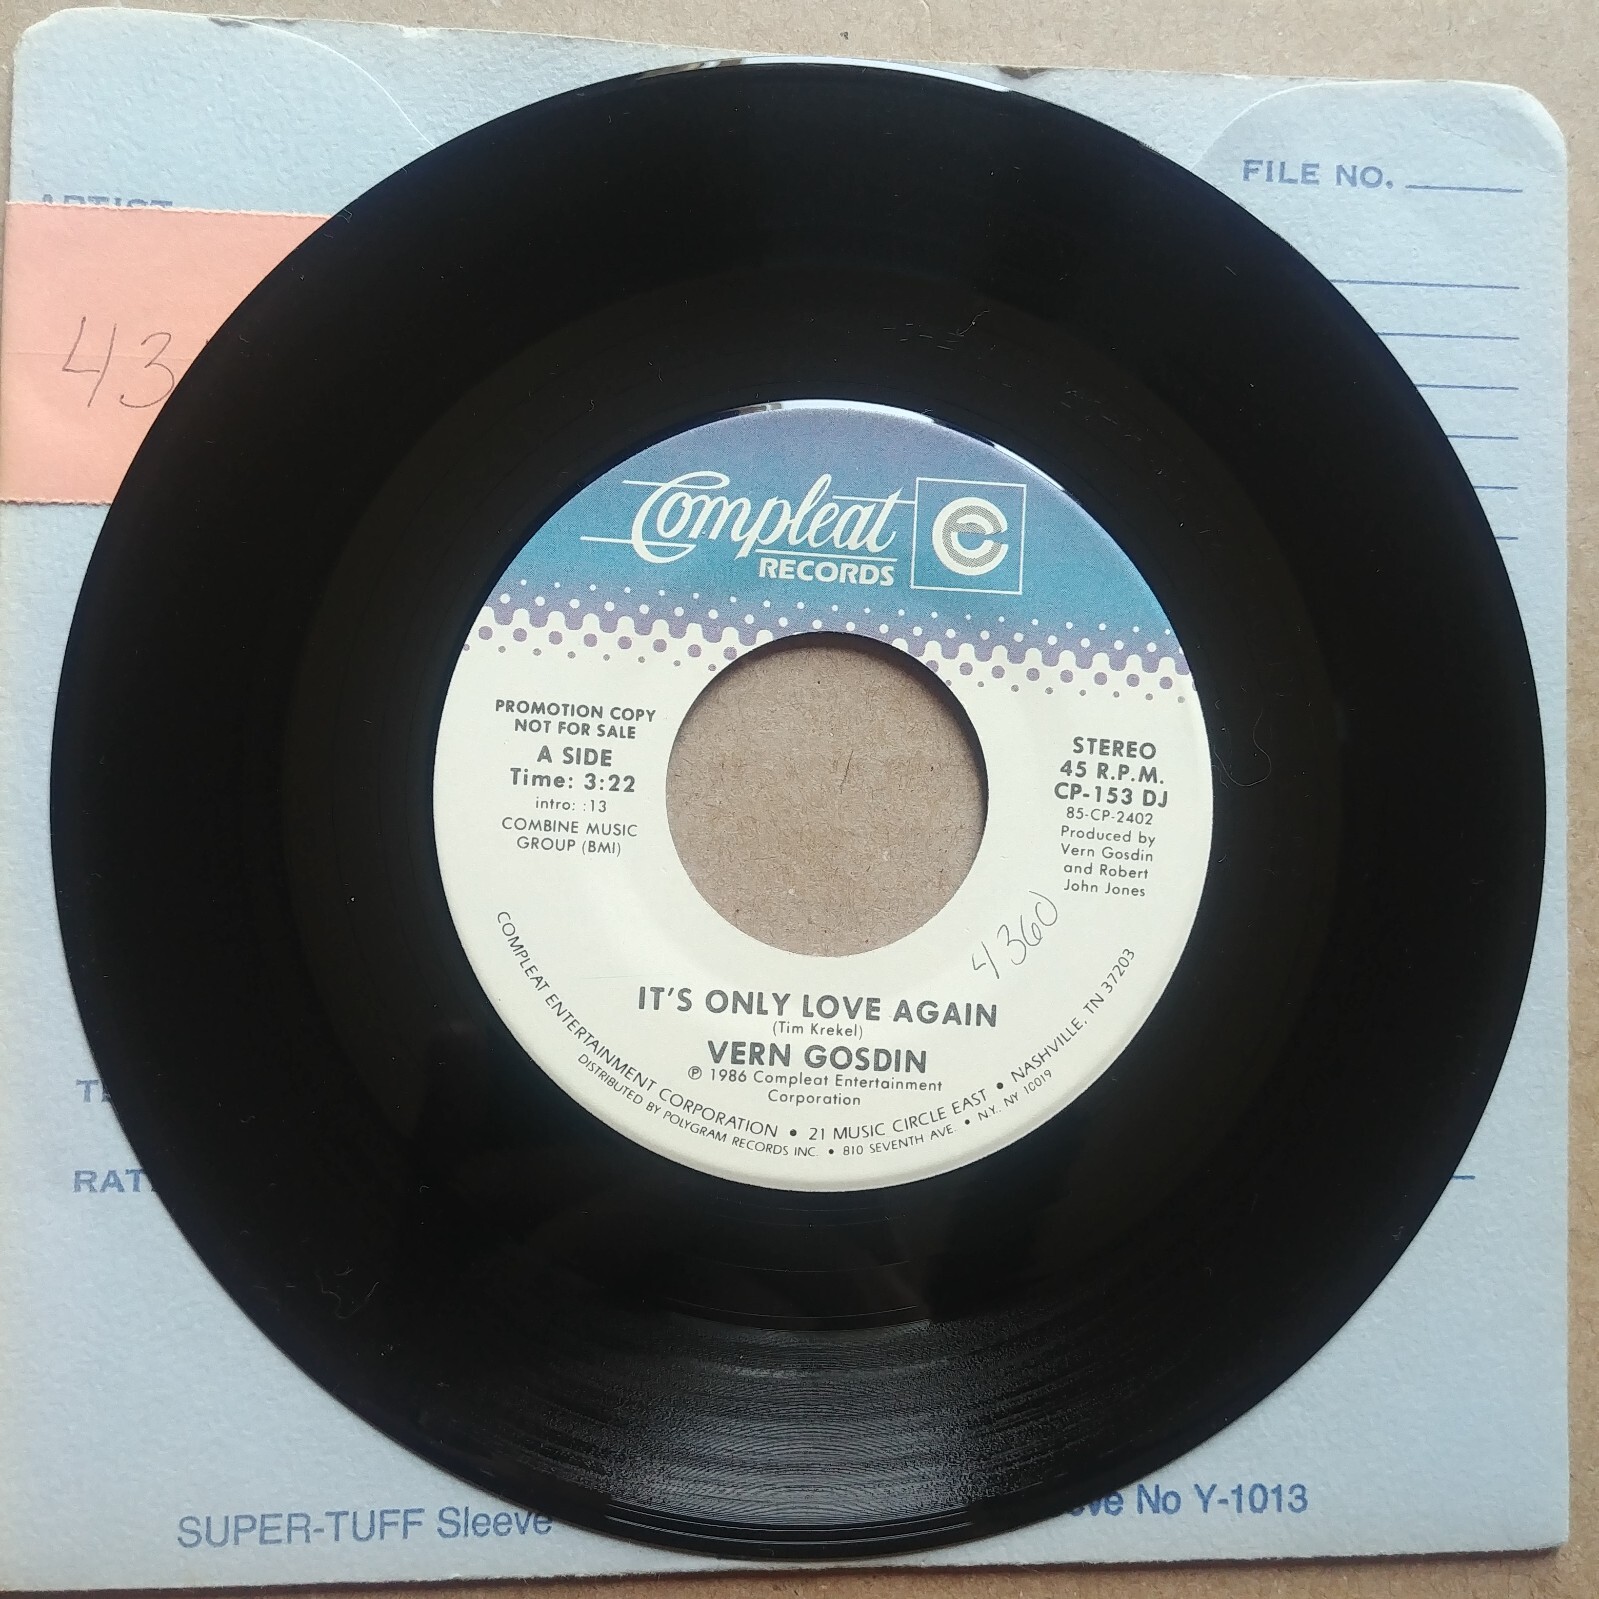 FILE NO.
ARTIST
43
Compleat
RECORDS
PROMOTION COPY
NOT FOR SALE
A SIDE
Time: 3:22
intro: :13
COMBINE MUSIC
GROUP (BMI)
STEREO
45 R.P.M.
CP-153 DJ
85-CP-2402
Produced by
Vern Gosdin
and Robert
John Jones
4360
IT'S ONLY LOVE AGAIN
(Tim Krekel)
VERN GOSDIN
℗ 1986 Compleat Entertainment
Corporation
COMPLEAT ENTERTAINMENT CORPORATION • 21 MUSIC CIRCLE EAST • NASHVILLE, TN 37203
DISTRIBUTED BY POLYGRAM RECORDS INC. • 810 SEVENTH AVE. • N.Y., NY 10019
SUPER-TUFF Sleeve No Y-1013